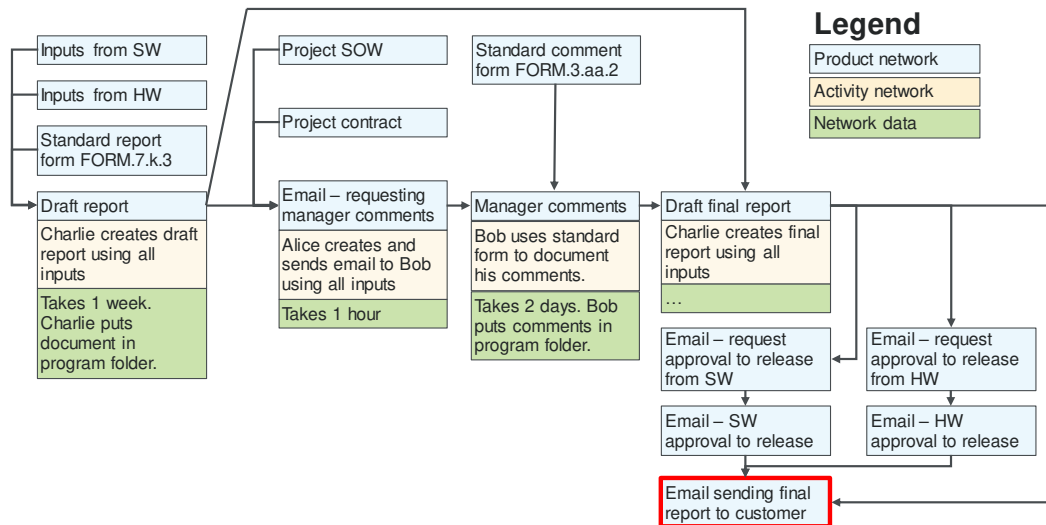 Inputs from SW
Inputs from HW
Standard report
form FORM.7.k.3
Draft report
Charlie creates draft
report using all
inputs
Takes 1 week.
Charlie puts
document in
program folder.
Project SOW
Project contract
Email – requesting
manager comments
Alice creates and
sends email to Bob
using all inputs
Takes 1 hour
Standard comment
form FORM.3.aa.2
Manager comments
Bob uses standard
form to document
his comments.
Takes 2 days. Bob
puts comments in
program folder.
Draft final report
Charlie creates final
report using all
inputs
…
Email – request
approval to release
from SW
Email – SW
approval to release
Email – request
approval to release
from HW
Email – HW
approval to release
Email sending final
report to customer
Legend
Product network
Activity network
Network data